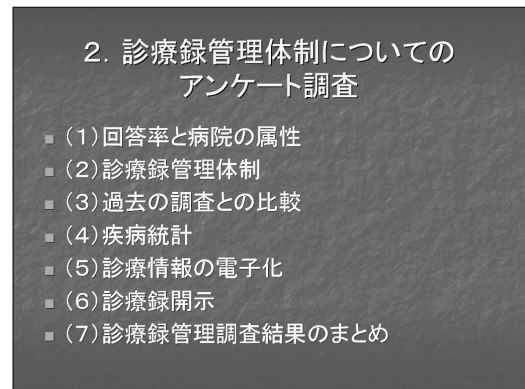 ２．診療録管理体制についての
アンケート調査
（１）回答率と病院の属性
（２）診療録管理体制
（３）過去の調査との比較
（４）疾病統計
（５）診療情報の電子化
（６）診療録開示
（７）診療録管理調査結果のまとめ